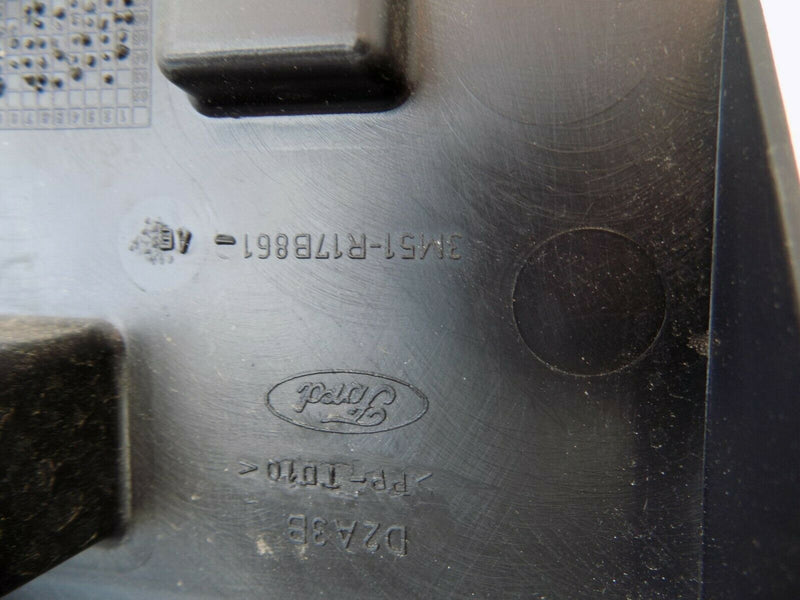 D2A3B
>PP-TD10<
Ford
3M51-R17B861-A